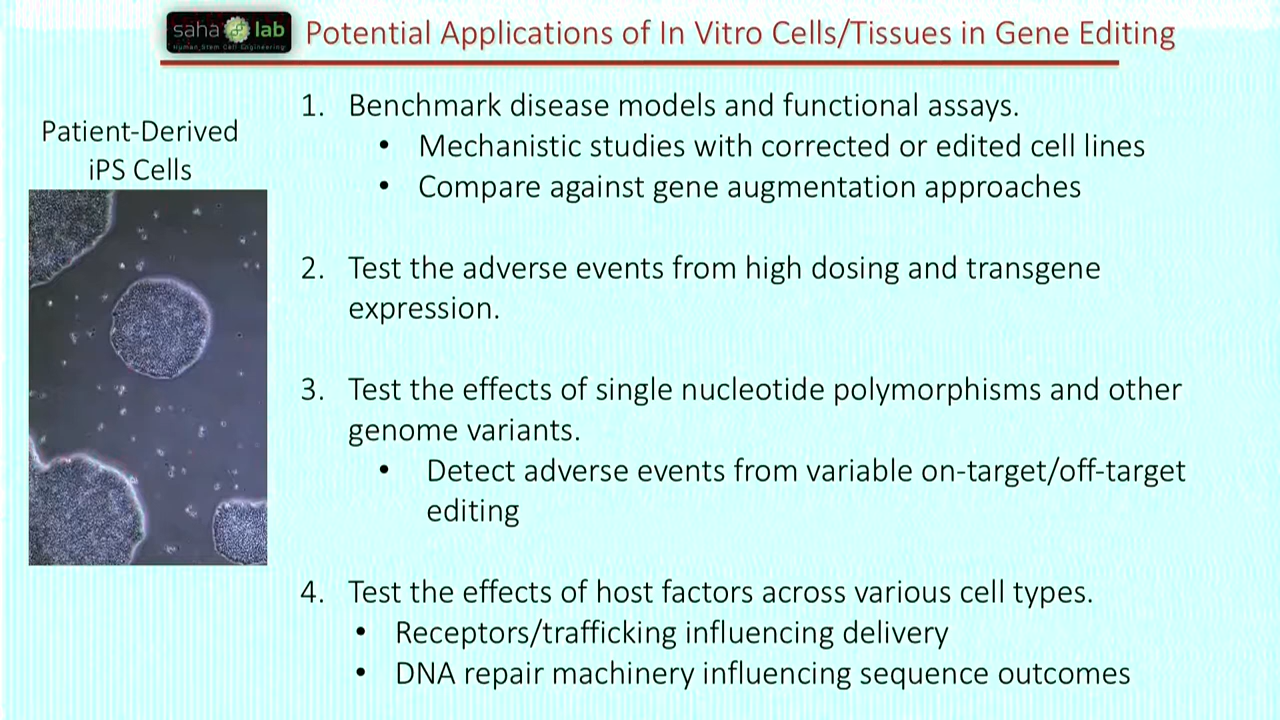 saha lab
Human Stem Cell Engineering
Potential Applications of In Vitro Cells/Tissues in Gene Editing
Patient-Derived
iPS Cells
1. Benchmark disease models and functional assays.
• Mechanistic studies with corrected or edited cell lines
• Compare against gene augmentation approaches
2. Test the adverse events from high dosing and transgene
expression.
3. Test the effects of single nucleotide polymorphisms and other
genome variants.
• Detect adverse events from variable on-target/off-target
editing
4. Test the effects of host factors across various cell types.
• Receptors/trafficking influencing delivery
• DNA repair machinery influencing sequence outcomes